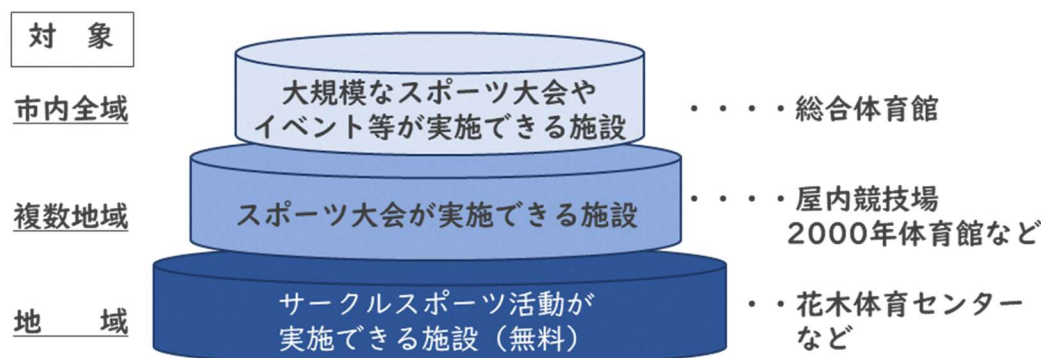 対 象
市内全域
大規模なスポーツ大会や
イベント等が実施できる施設
・・・・総合体育館
複数地域
スポーツ大会が実施できる施設
・・・・屋内競技場
2000年体育館など
地 域
サークルスポーツ活動が
実施できる施設（無料）
・・花木体育センター
など